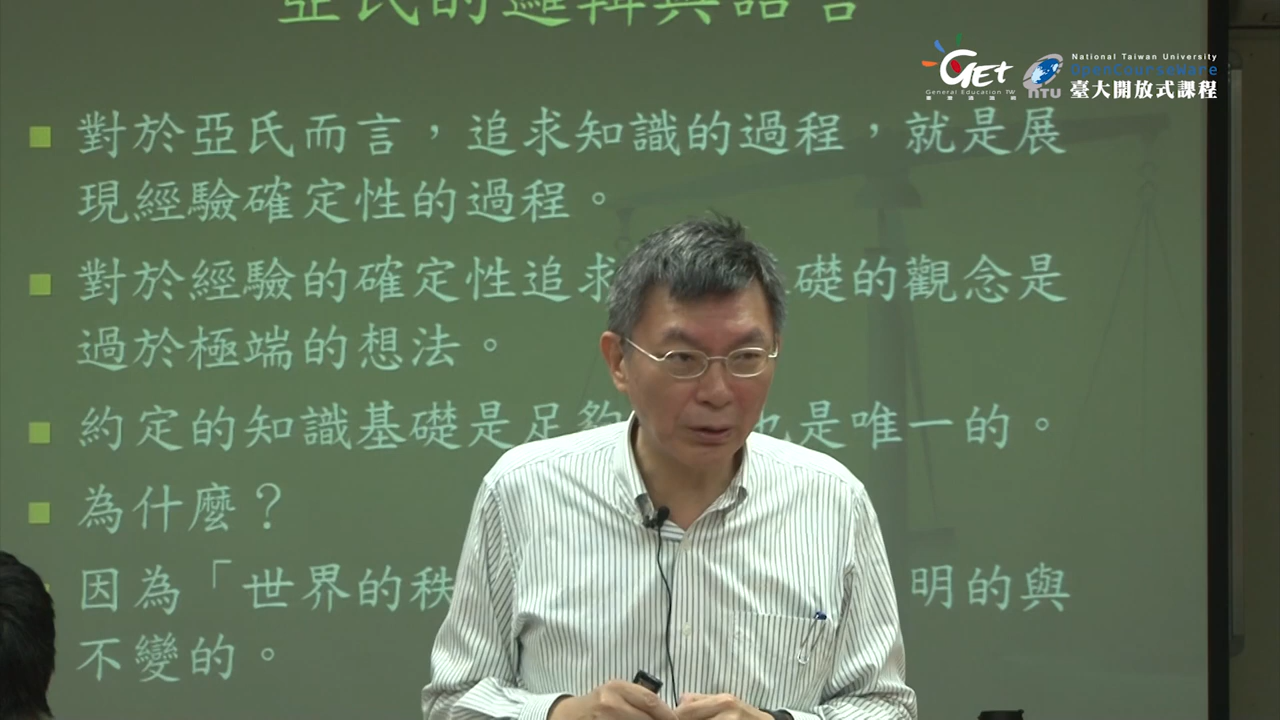 亞氏的邏輯與語言
GET
General Education TW
National Taiwan University
OpenCourseWare
NTU
臺大開放式課程
對於亞氏而言，追求知識的過程，就是展
現經驗確定性的過程。
對於經驗的確定性追求 礎的觀念是
過於極端的想法。
約定的知識基礎是足夠 也是唯一的。
為什麼？
因為「世界的秩 明的與
不變的。